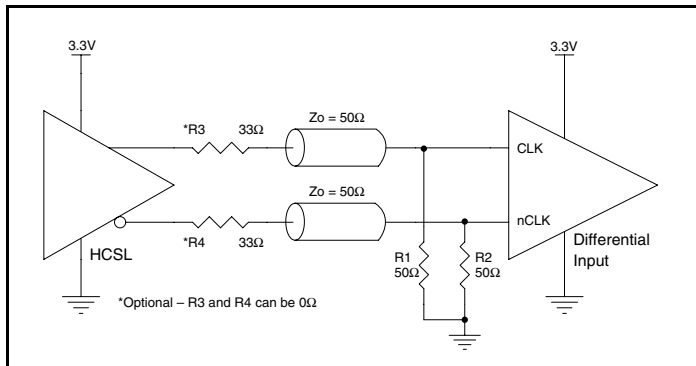 3.3V
3.3V
*R3 33Ω
Zo = 50Ω
CLK
Zo = 50Ω
nCLK
*R4 33Ω
HCSL
R1
50Ω
R2
50Ω
Differential
Input
*Optional – R3 and R4 can be 0Ω